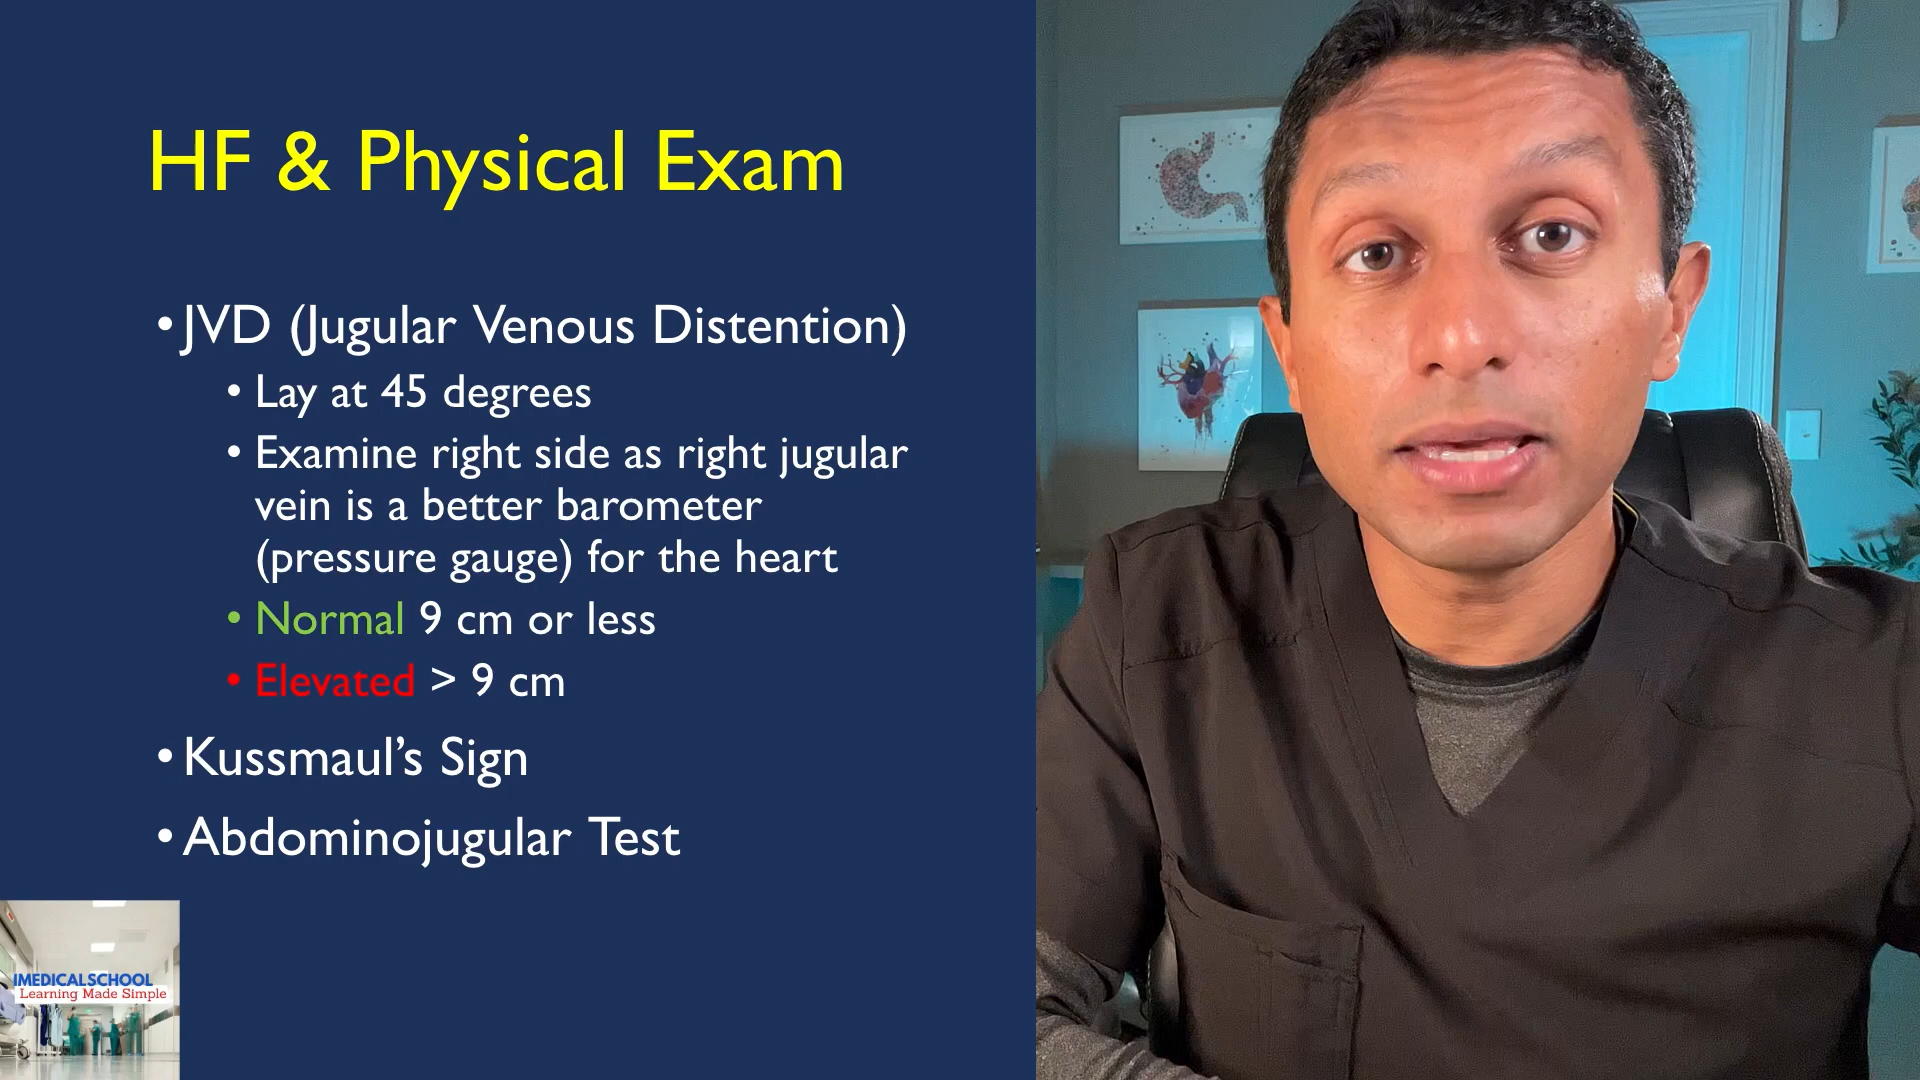 HF & Physical Exam
• JVD (Jugular Venous Distention)
• Lay at 45 degrees
• Examine right side as right jugular
vein is a better barometer
(pressure gauge) for the heart
• Normal 9 cm or less
• Elevated > 9 cm
• Kussmaul’s Sign
• Abdominojugular Test
IMEDICALSCHOOL
Learning Made Simple